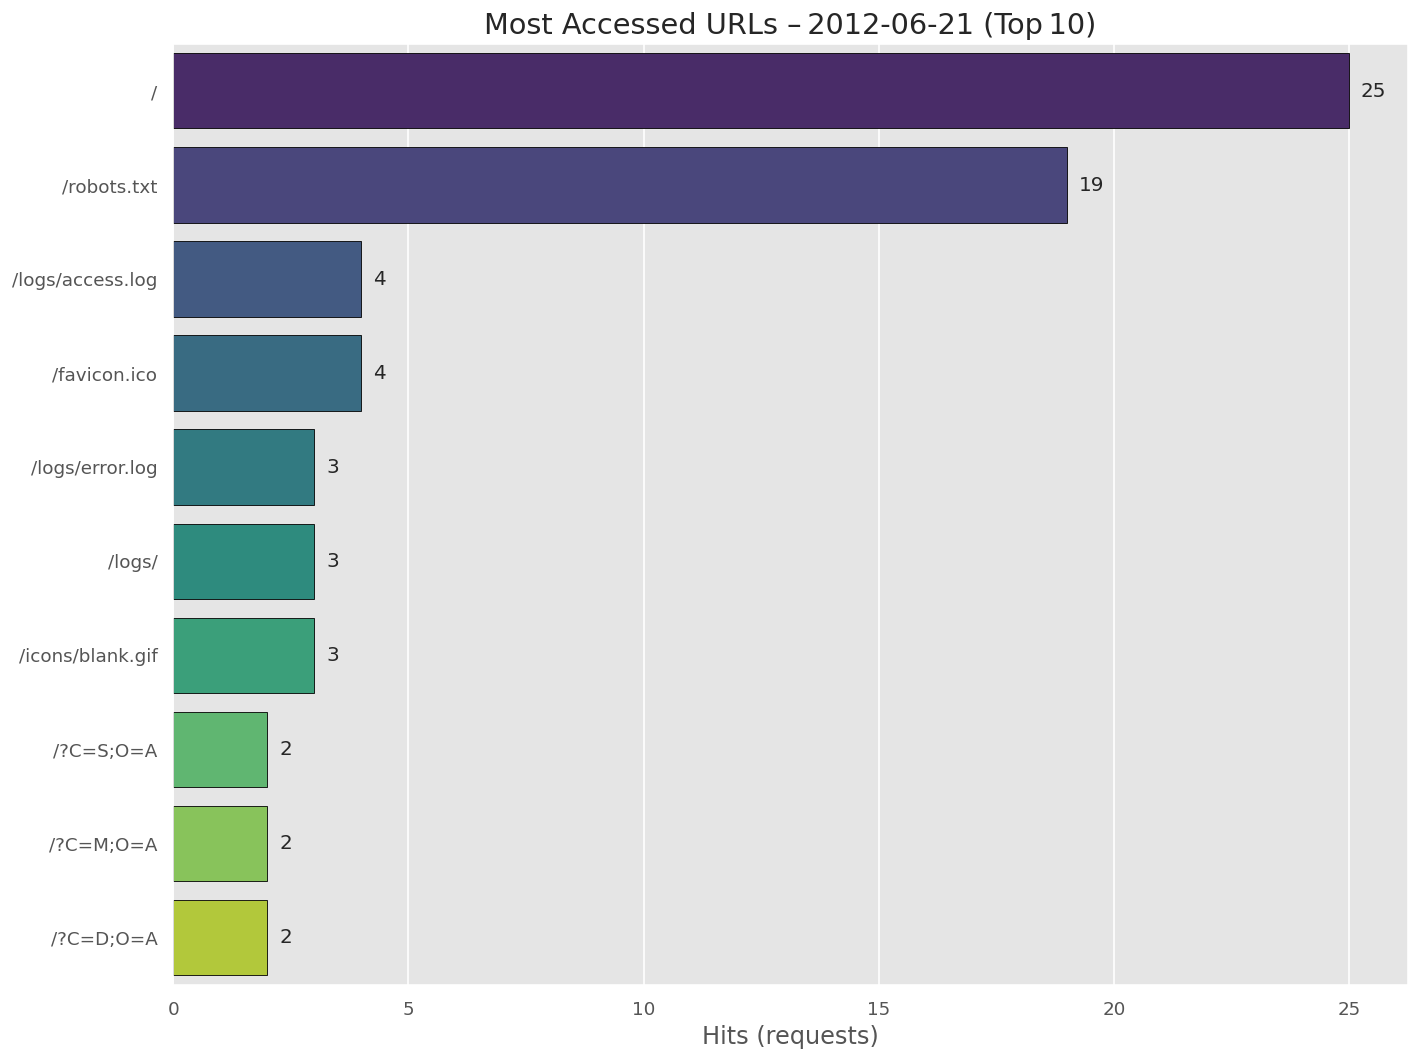 Most Accessed URLs – 2012-06-21 (Top 10)
/ 25
/robots.txt 19
/logs/access.log 4
/favicon.ico 4
/logs/error.log 3
/logs/ 3
/icons/blank.gif 3
/?C=S;O=A 2
/?C=M;O=A 2
/?C=D;O=A 2
0 5 10 15 20 25
Hits (requests)